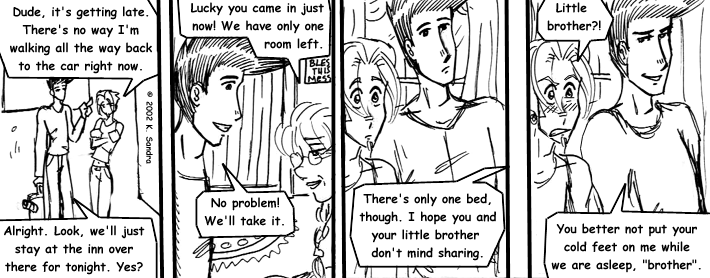 Dude, it's getting late.
There's no way I'm
walking all the way back
to the car right now.
© 2002 K. Sandra
Alright. Look, we'll just
stay at the inn over
there for tonight. Yes?
Lucky you came in just
now! We have only one
room left.
BLESS
THIS
MESS
No problem!
We'll take it.
There's only one bed,
though. I hope you and
your little brother
don't mind sharing.
Little
brother?!
You better not put your
cold feet on me while
we are asleep, "brother".